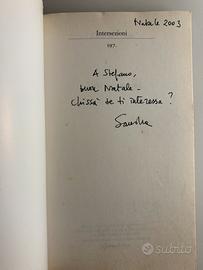 Natale 2003
Intersezioni
197.
A Stefano,
buon Natale -
chissà se ti interessa?
Sandra
subito